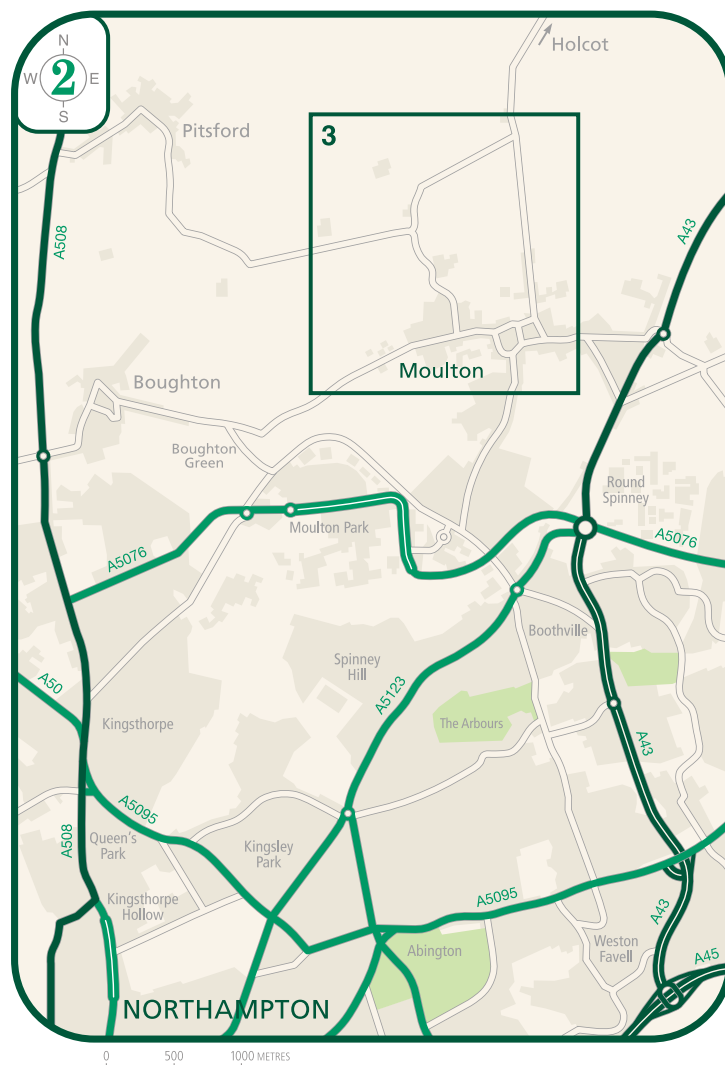 N
W 2 E
S
Holcot
Pitsford
3
A508
A43
Moulton
Boughton
Boughton
Green
Round
Spinney
Moulton Park
A5076
A5076
Boothville
Spinney
Hill
A50
A5123
Kingsthorpe
The Arbours
A43
A5095
A508
Queen's
Park
Kingsley
Park
Kingsthorpe
Hollow
A5095
A43
Abington
Weston
Favell
A45
NORTHAMPTON
0 500 1000 METRES